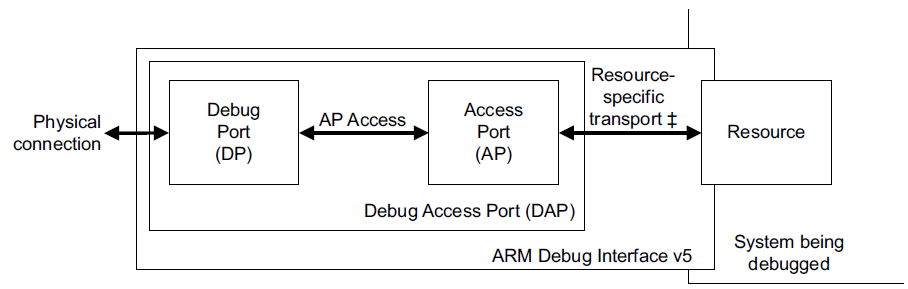 Physical
connection
Debug
Port
(DP)
AP Access
Access
Port
(AP)
Resource-
specific
transport ‡
Resource
Debug Access Port (DAP)
ARM Debug Interface v5
System being
debugged